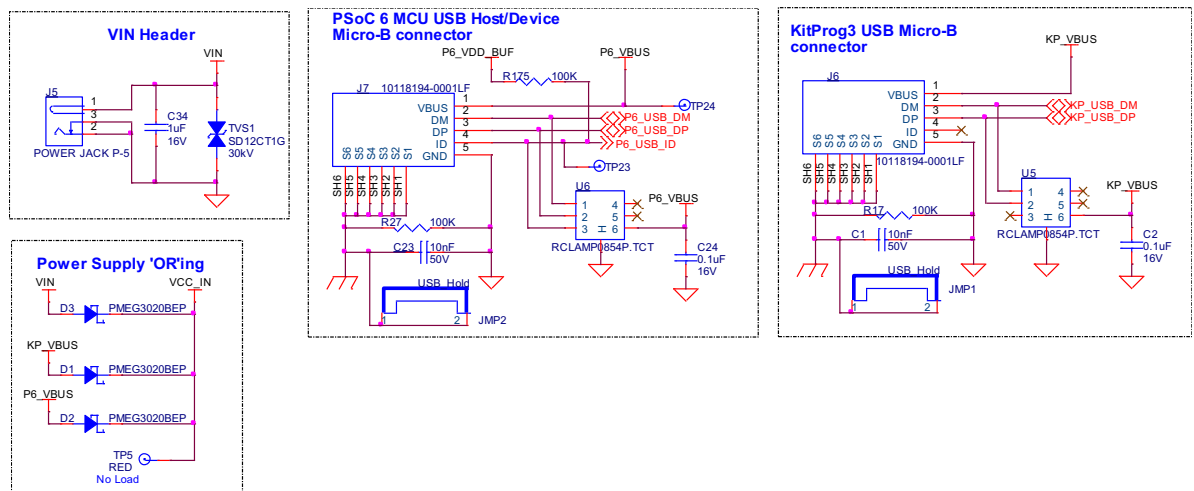 VIN Header
VIN
J5
1
3
2
POWER JACK P-5
C34
1uF
16V
TVS1
SD12CT1G
30kV
PSoC 6 MCU USB Host/Device
Micro-B connector
P6_VDD_BUF
P6_VBUS
R175
100K
J7
10118194-0001LF
VBUS
DM
DP
ID
GND
1
2
3
4
5
TP24
P6_USB_DM
P6_USB_DP
P6_USB_ID
TP23
S6
S5
S4
S3
S2
S1
SH6
SH5
SH4
SH3
SH2
SH1
R27
100K
C23
10nF
50V
U6
1
2
3
4
5
6
H
RCLAMP0854P.TCT
P6_VBUS
C24
0.1uF
16V
USB_Hold
1
2
JMP2
KitProg3 USB Micro-B
connector
KP_VBUS
J6
VBUS
DM
DP
ID
GND
1
2
3
4
5
KP_USB_DM
KP_USB_DP
10118194-0001LF
S6
S5
S4
S3
S2
S1
SH6
SH5
SH4
SH3
SH2
SH1
R17
100K
C1
10nF
50V
U5
1
2
3
4
5
6
H
RCLAMP0854P.TCT
KP_VBUS
C2
0.1uF
16V
USB_Hold
1
2
JMP1
Power Supply 'OR'ing
VIN
VCC_IN
D3
PMEG3020BEP
KP_VBUS
D1
PMEG3020BEP
P6_VBUS
D2
PMEG3020BEP
TP5
RED
No Load